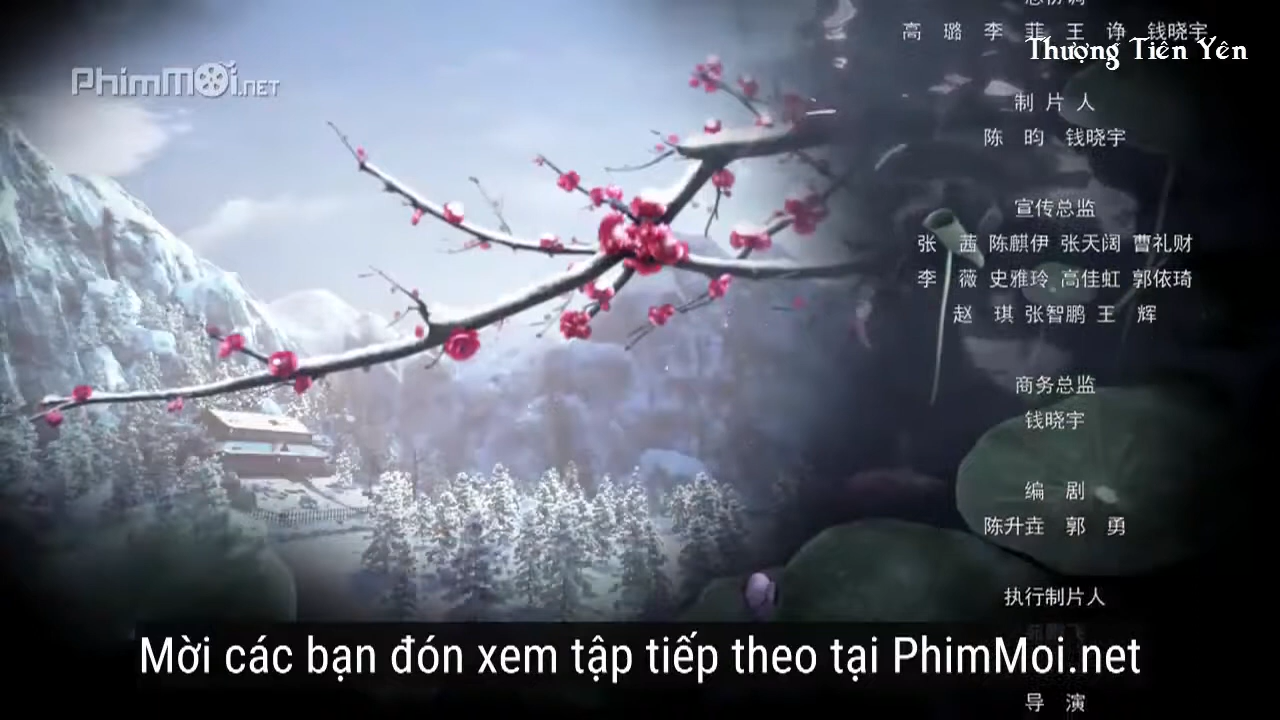 高 璐 李 菲 王 诤 钱晓宇
Thượng Tiên Yên
PhimMỚi.NET
制 片 人
陈 昀 钱晓宇
宣传总监
张 茜 陈麒伊 张天阔 曹礼财
李 薇 史雅玲 高佳虹 郭依琦
赵 琪 张智鹏 王 辉
商务总监
钱晓宇
编 剧
陈升垚 郭 勇
执行制片人
Mời các bạn đón xem tập tiếp theo tại PhimMoi.net
导 演